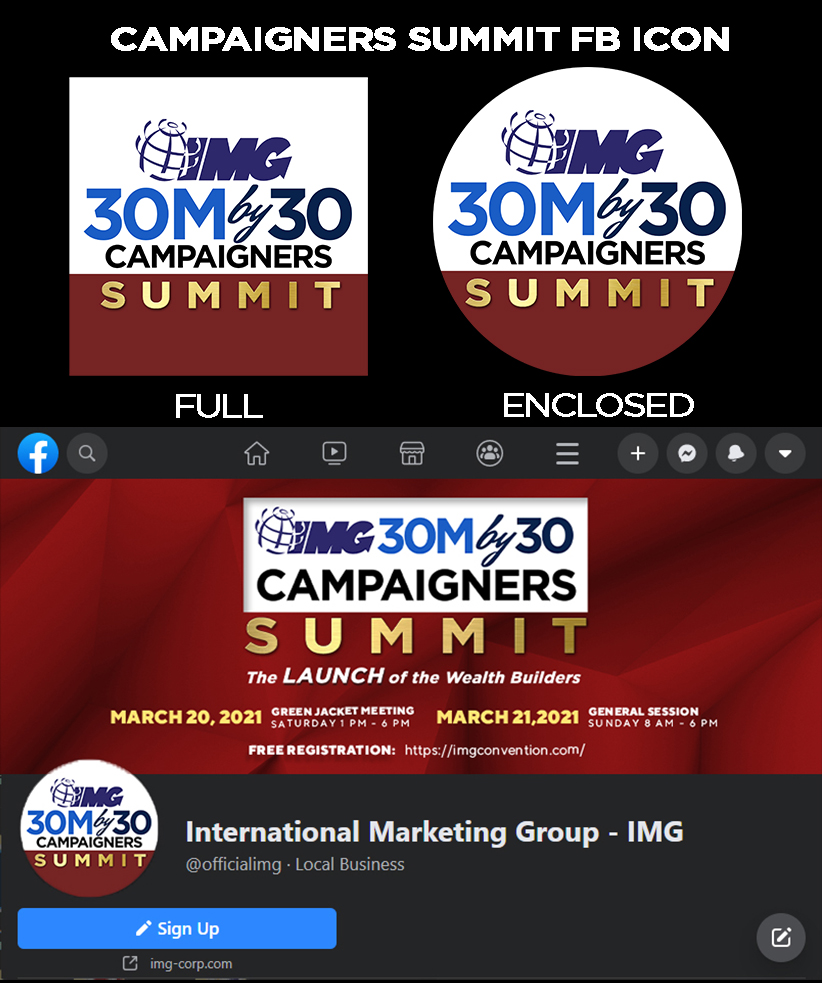 CAMPAIGNERS SUMMIT FB ICON
IMG
30M by 30
CAMPAIGNERS
SUMMIT
IMG
30M by 30
CAMPAIGNERS
SUMMIT
FULL
ENCLOSED
f
IMG 30M by 30
CAMPAIGNERS
SUMMIT
The LAUNCH of the Wealth Builders
MARCH 20, 2021 GREEN JACKET MEETING
SATURDAY 1 PM - 6 PM
MARCH 21,2021 GENERAL SESSION
SUNDAY 8 AM - 6 PM
FREE REGISTRATION: https://imgconvention.com/
IMG
30M by 30
CAMPAIGNERS
SUMMIT
International Marketing Group - IMG
@officialimg · Local Business
Sign Up
img-corp.com